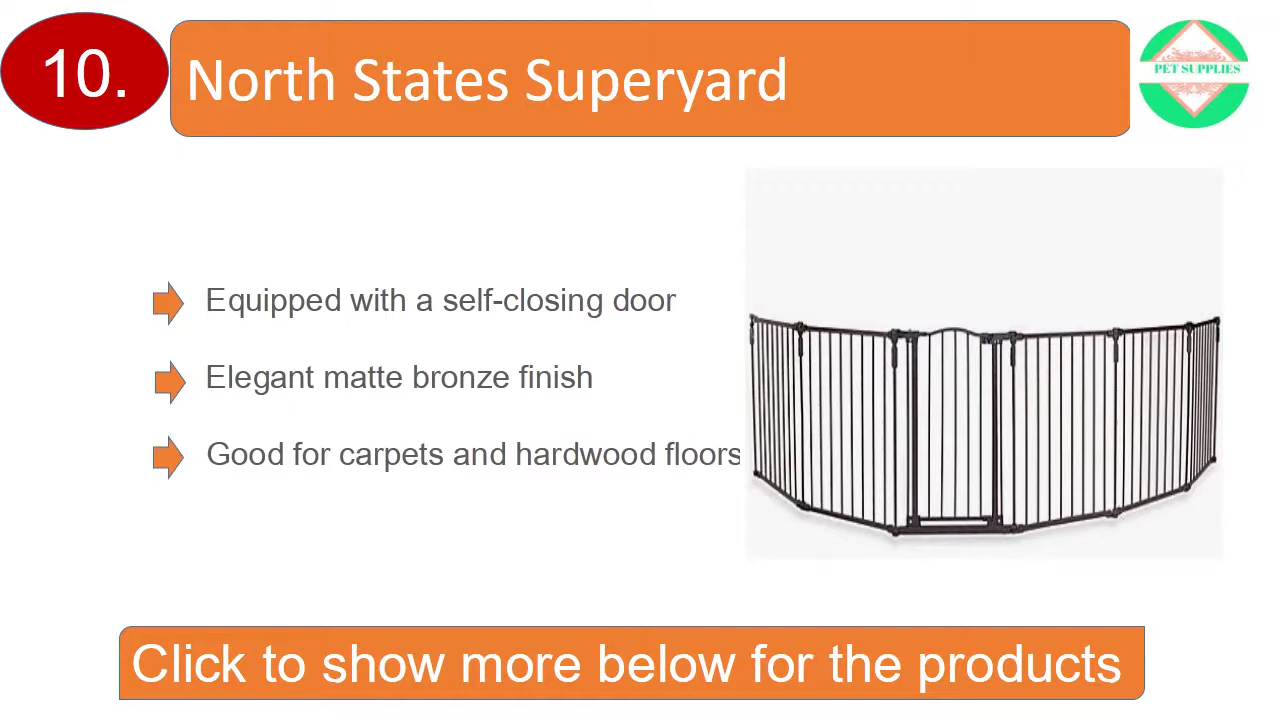 10.
North States Superyard
PET SUPPLIES
Equipped with a self-closing door
Elegant matte bronze finish
Good for carpets and hardwood floors
Click to show more below for the products